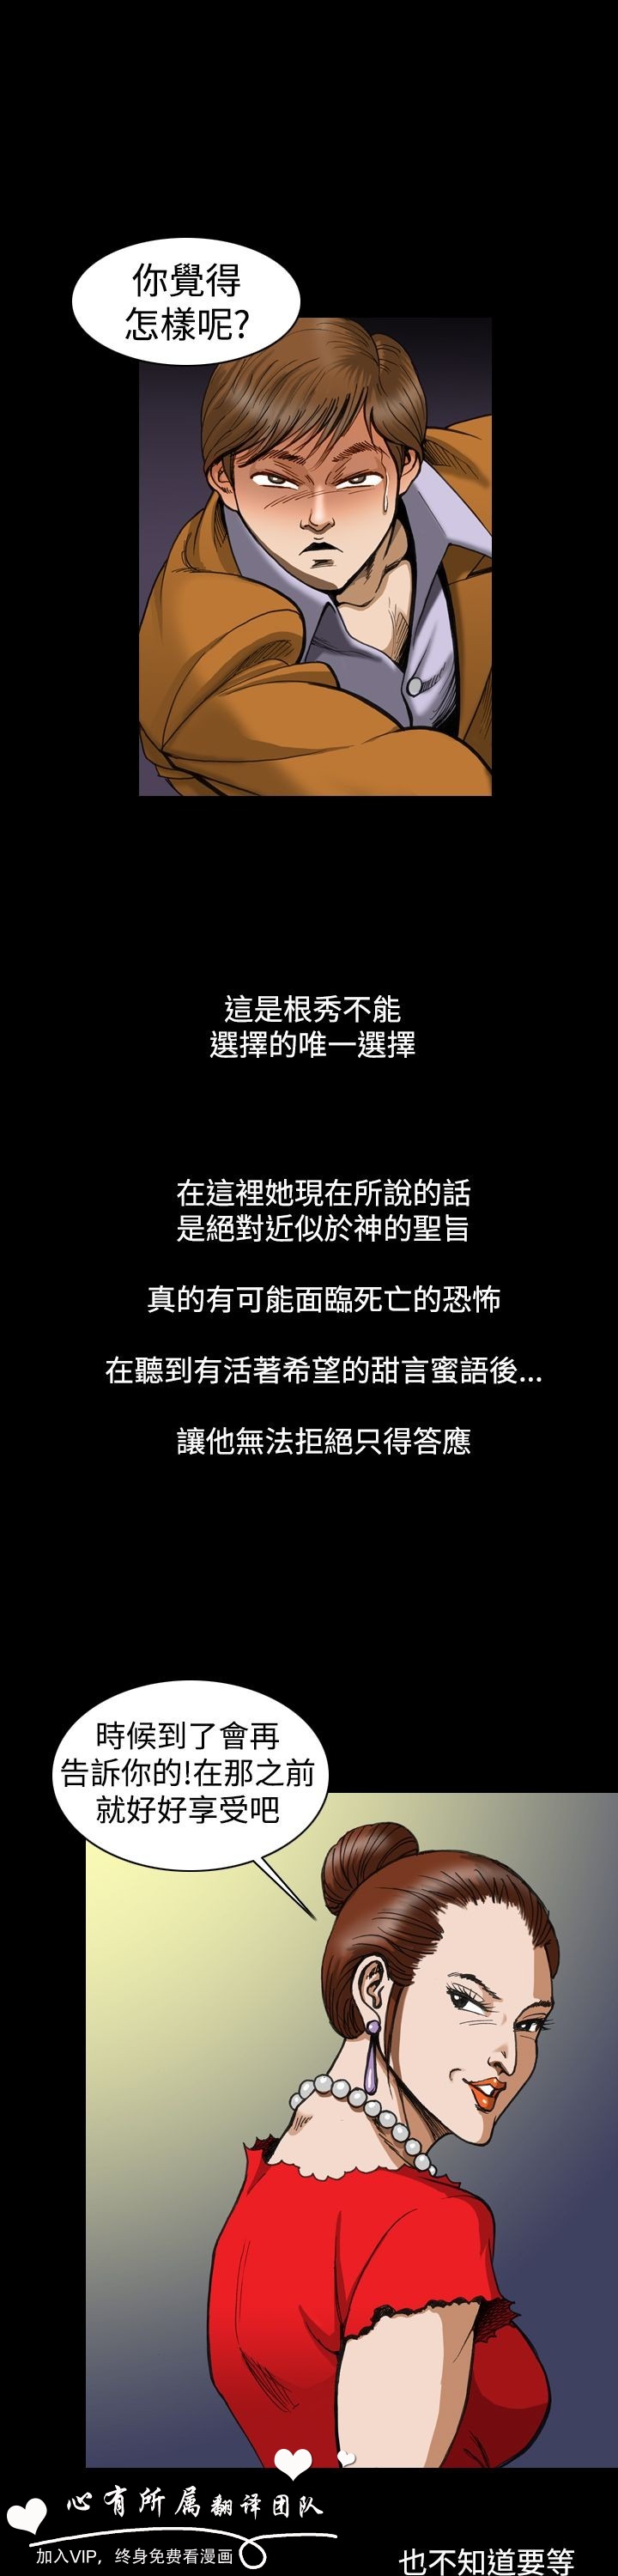 你覺得
怎樣呢?
這是根秀不能
選擇的唯一選擇
在這裡她現在所說的話
是絕對近似於神的聖旨
真的有可能面臨死亡的恐怖
在聽到有活著希望的甜言蜜語後...
讓他無法拒絕只得答應
時候到了會再
告訴你的!在那之前
就好好享受吧
心有所属翻译团队
加入VIP，终身免费看漫画
也不知道要等